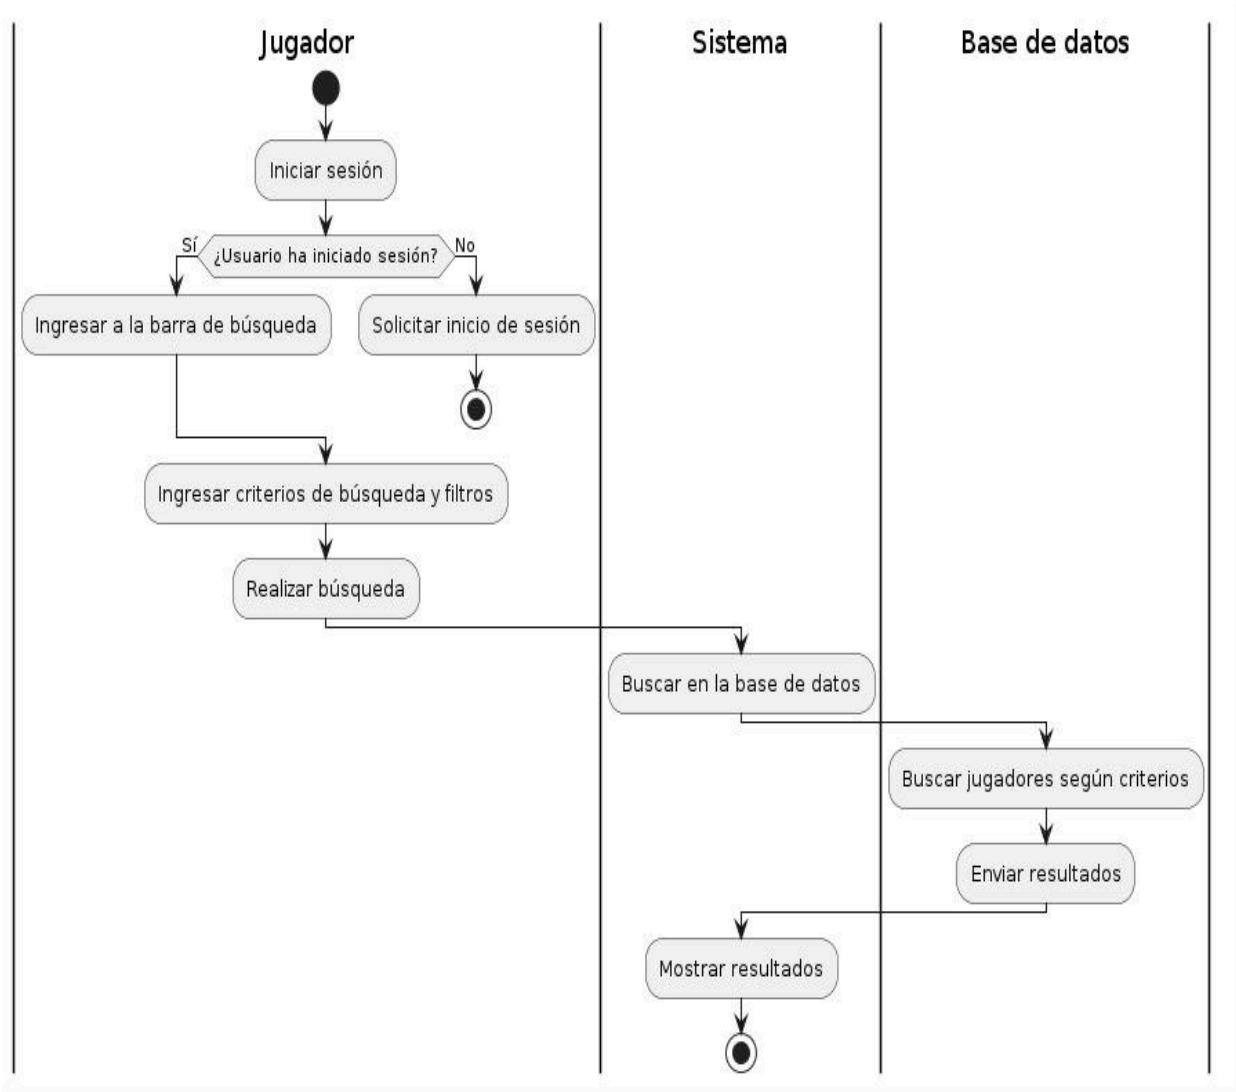 Jugador
Sistema
Base de datos
Iniciar sesión
Sí
¿Usuario ha iniciado sesión?
No
Ingresar a la barra de búsqueda
Solicitar inicio de sesión
Ingresar criterios de búsqueda y filtros
Realizar búsqueda
Buscar en la base de datos
Buscar jugadores según criterios
Enviar resultados
Mostrar resultados